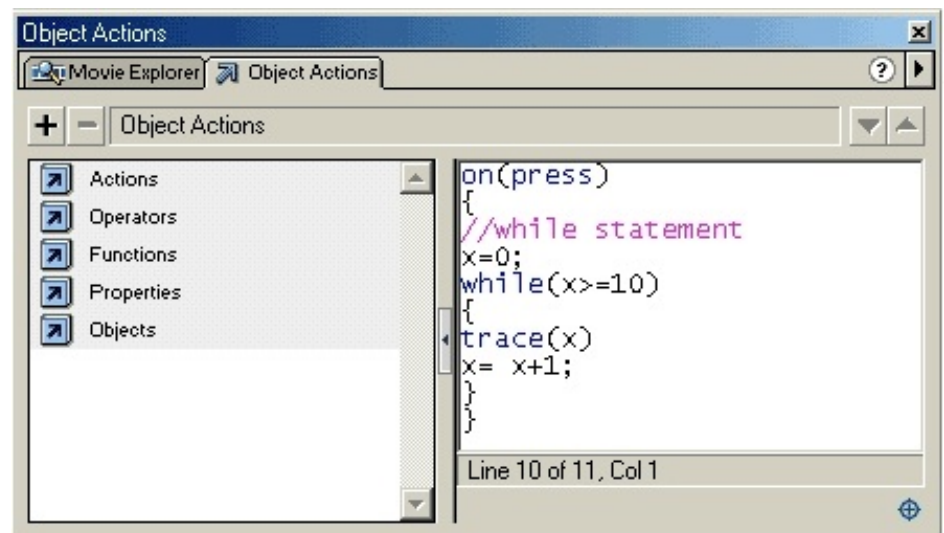 Object Actions
Movie Explorer
Object Actions
?
Object Actions
Actions
Operators
Functions
Properties
Objects
on(press)
{
//while statement
x=0;
while(x>=10)
{
trace(x)
x= x+1;
}
}
Line 10 of 11, Col 1